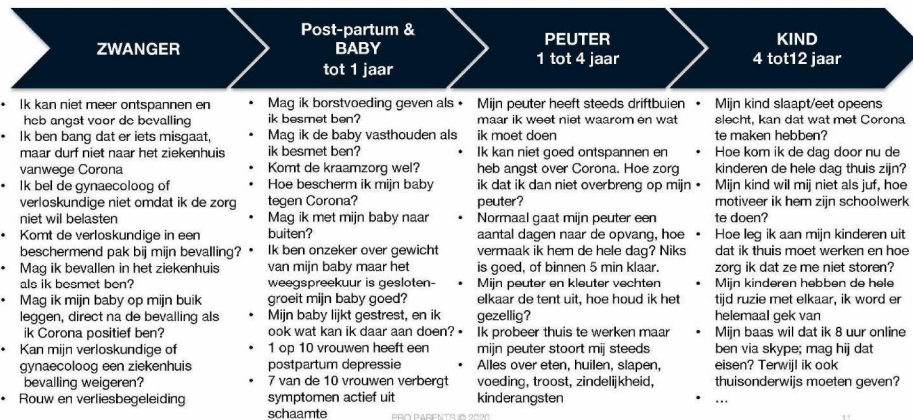 ZWANGER
Post-partum &
BABY
tot 1 jaar
PEUTER
1 tot 4 jaar
KIND
4 tot12 jaar
• Ik kan niet meer ontspannen en
heb angst voor de bevalling
• Ik ben bang dat er iets misgaat,
maar durf niet naar het ziekenhuis
vanwege Corona
• Ik bel de gynaecoloog of
verloskundige niet omdat ik de zorg
niet wil belasten
• Komt de verloskundige in een
beschermend pak bij mijn bevalling?
• Mag ik bevallen in het ziekenhuis
als ik besmet ben?
• Mag ik mijn baby op mijn buik
leggen, direct na de bevalling als
ik Corona positief ben?
• Kan mijn verloskundige of
gynaecoloog een ziekenhuis
bevalling weigeren?
• Rouw en verliesbegeleiding
• Mag ik borstvoeding geven als
ik besmet ben?
• Mag ik de baby vasthouden als
ik besmet ben?
• Komt de kraamzorg wel?
• Hoe bescherm ik mijn baby
tegen Corona?
• Mag ik met mijn baby naar
buiten?
• Ik ben onzeker over gewicht
van mijn baby maar het
weegspreekuur is gesloten-
groeit mijn baby goed?
• Mijn baby lijkt gestrest, en ik
ook wat kan ik daar aan doen?
• 1 op 10 vrouwen heeft een
postpartum depressie
• 7 van de 10 vrouwen verbergt
symptomen actief uit
schaamte
• Mijn peuter heeft steeds driftbuien
maar ik weet niet waarom en wat
ik moet doen
• Ik kan niet goed ontspannen en
heb angst over Corona. Hoe zorg
ik dat ik dan niet overbreng op mijn
peuter?
• Normaal gaat mijn peuter een
aantal dagen naar de opvang, hoe
vermaak ik hem de hele dag? Niks
is goed, of binnen 5 min klaar.
• Mijn peuter en kleuter vechten
elkaar de tent uit, hoe houd ik het
gezellig?
• Ik probeer thuis te werken maar
mijn peuter stoort mij steeds
• Alles over eten, huilen, slapen,
voeding, troost, zindelijkheid,
kinderangsten
• Mijn kind slaapt/eet opeens
slecht, kan dat wat met Corona
te maken hebben?
• Hoe kom ik de dag door nu de
kinderen de hele dag thuis zijn?
• Mijn kind wil mij niet als juf, hoe
motiveer ik hem zijn schoolwerk
te doen?
• Hoe leg ik aan mijn kinderen uit
dat ik thuis moet werken en hoe
zorg ik dat ze me niet storen?
• Mijn kinderen hebben de hele
tijd ruzie met elkaar, ik word er
helemaal gek van
• Mijn baas wil dat ik 8 uur online
ben via skype; mag hij dat
eisen? Terwijl ik ook
thuisonderwijs moeten geven?
• ...
PRO PARENTS © 2020
11